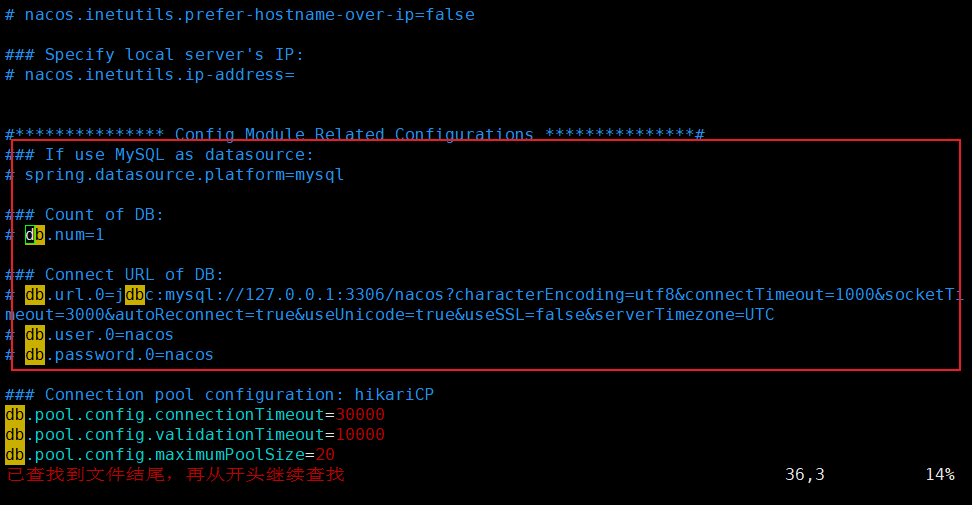 # nacos.inetutils.prefer-hostname-over-ip=false
### Specify local server's IP:
# nacos.inetutils.ip-address=
#*************** Config Module Related Configurations ***************#
### If use MySQL as datasource:
# spring.datasource.platform=mysql
### Count of DB:
# db.num=1
### Connect URL of DB:
# db.url.0=jdbc:mysql://127.0.0.1:3306/nacos?characterEncoding=utf8&connectTimeout=1000&socketTi
meout=3000&autoReconnect=true&useUnicode=true&useSSL=false&serverTimezone=UTC
# db.user.0=nacos
# db.password.0=nacos
### Connection pool configuration: hikariCP
db.pool.config.connectionTimeout=30000
db.pool.config.validationTimeout=10000
db.pool.config.maximumPoolSize=20
已查找到文件结尾，再从开头继续查找 36,3 14%